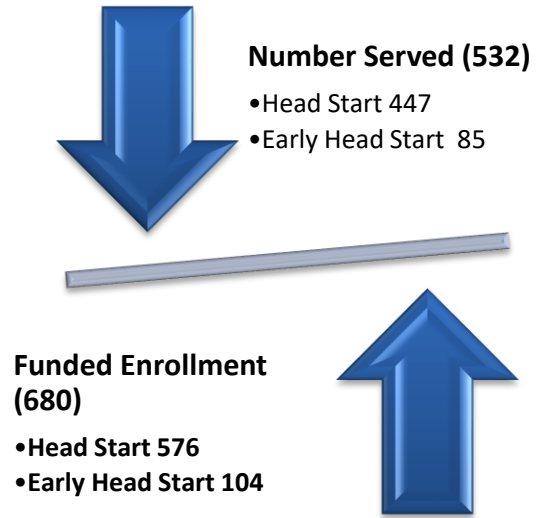 Number Served (532)
•Head Start 447
•Early Head Start  85
Funded Enrollment
(680)
•Head Start 576
•Early Head Start 104